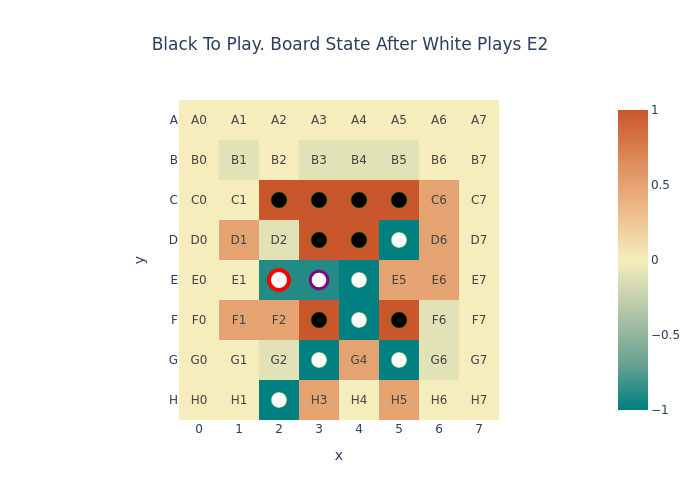 Black To Play. Board State After White Plays E2
A A0 A1 A2 A3 A4 A5 A6 A7
B B0 B1 B2 B3 B4 B5 B6 B7
C C0 C1 C6 C7
D D0 D1 D2 D6 D7
E E0 E1 E5 E6 E7
F F0 F1 F2 F6 F7
G G0 G1 G2 G4 G6 G7
H H0 H1 H3 H4 H5 H6 H7
0 1 2 3 4 5 6 7
x
y
1
0.5
0
−0.5
−1